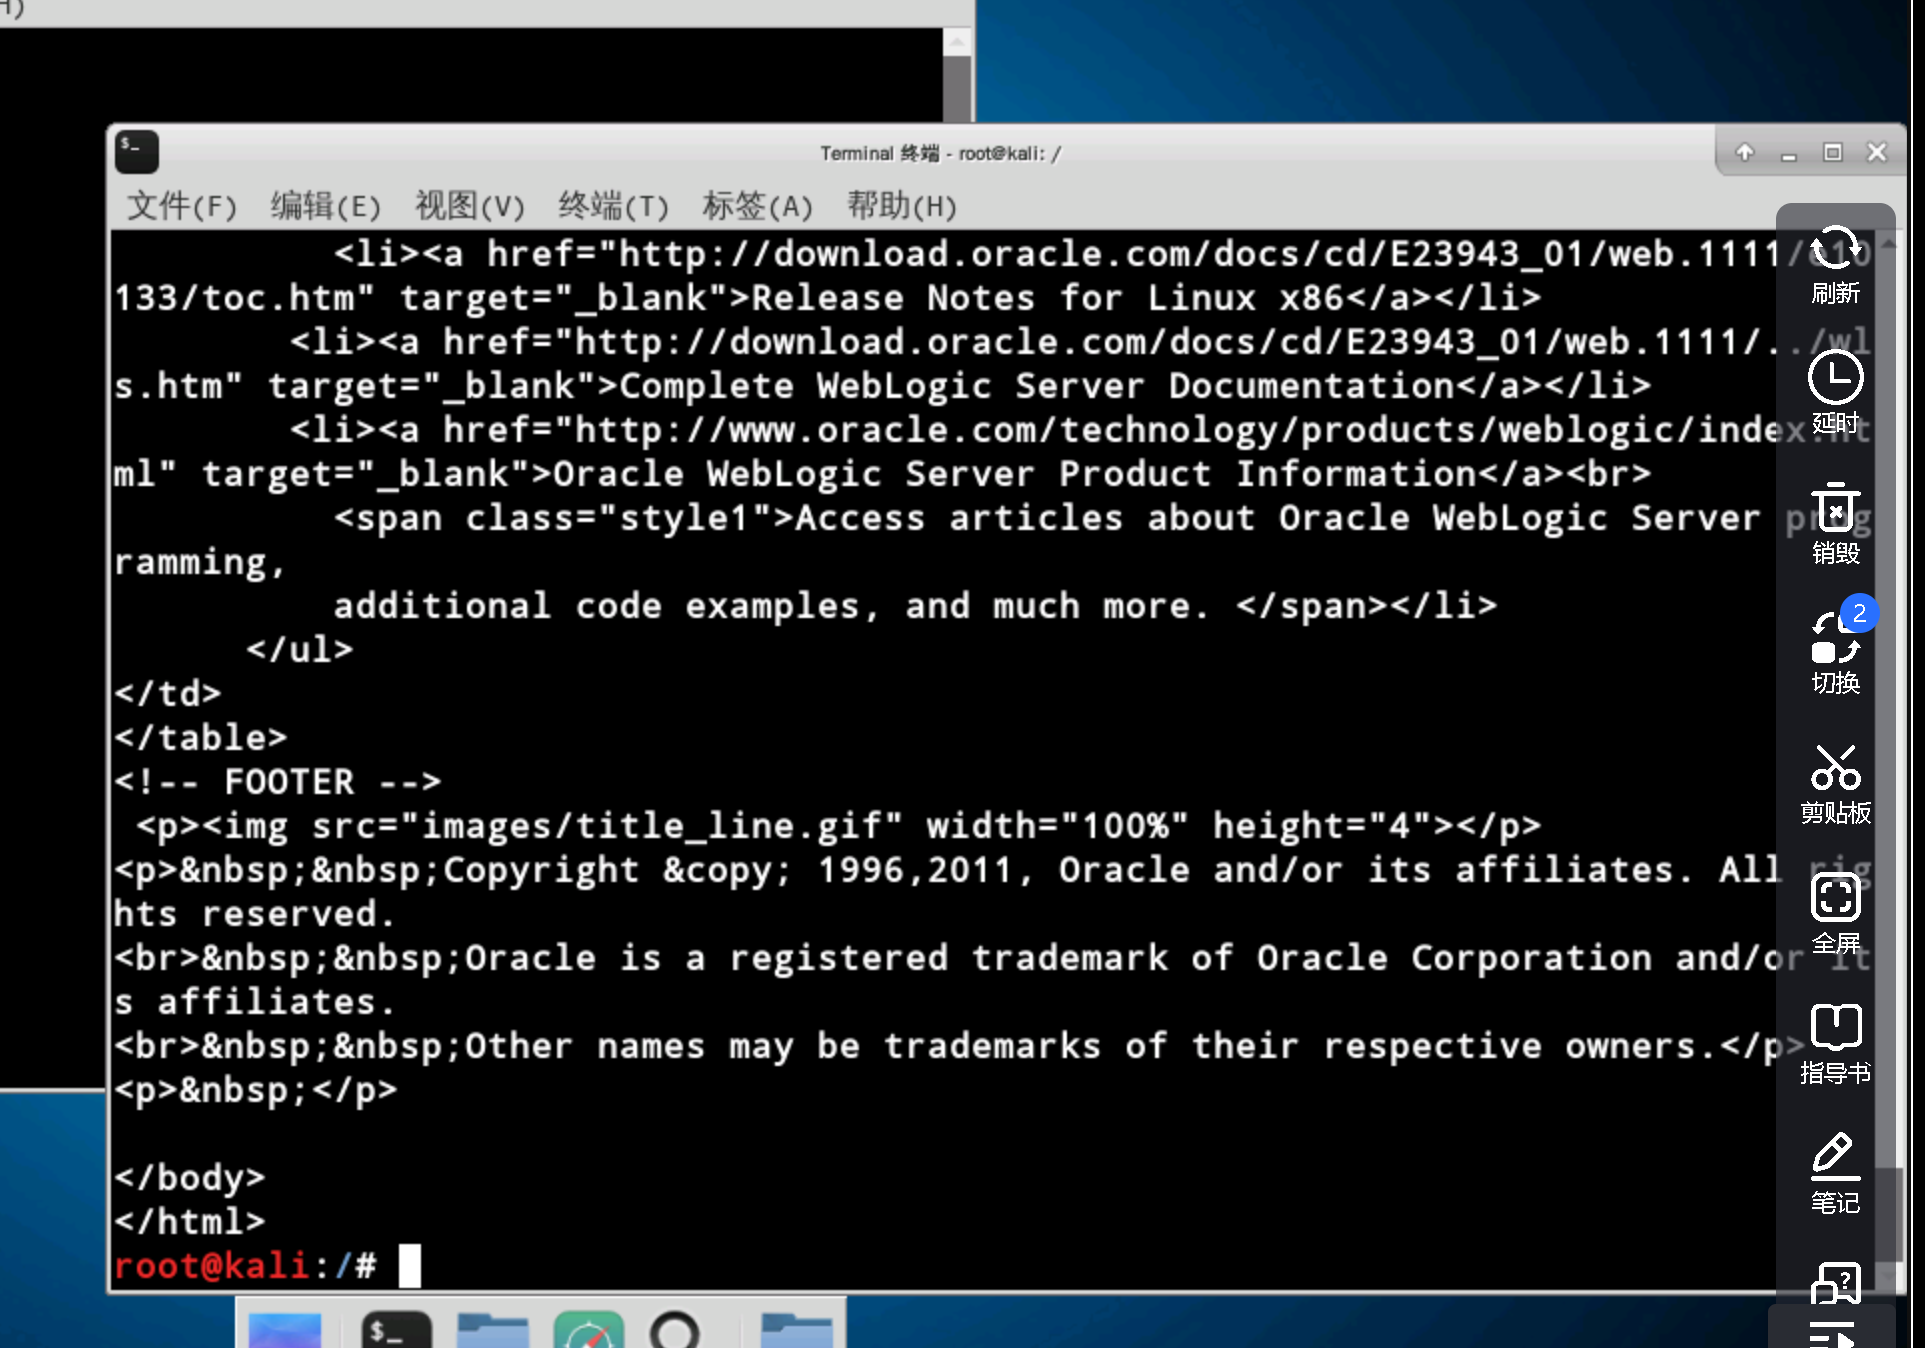 H)
Terminal 终端 - root@kali: /
文件(F) 编辑(E) 视图(V) 终端(T) 标签(A) 帮助(H)
<li><a href="http://download.oracle.com/docs/cd/E23943_01/web.1111/e10
133/toc.htm" target="_blank">Release Notes for Linux x86</a></li>
<li><a href="http://download.oracle.com/docs/cd/E23943_01/web.1111/../wl
s.htm" target="_blank">Complete WebLogic Server Documentation</a></li>
<li><a href="http://www.oracle.com/technology/products/weblogic/index.ht
ml" target="_blank">Oracle WebLogic Server Product Information</a><br>
<span class="style1">Access articles about Oracle WebLogic Server prog
ramming,
additional code examples, and much more. </span></li>
</ul>
</td>
</table>
<!-- FOOTER -->
<p><img src="images/title_line.gif" width="100%" height="4"></p>
<p>&nbsp;&nbsp;Copyright &copy; 1996,2011, Oracle and/or its affiliates. All rig
hts reserved.
<br>&nbsp;&nbsp;Oracle is a registered trademark of Oracle Corporation and/or it
s affiliates.
<br>&nbsp;&nbsp;Other names may be trademarks of their respective owners.</p>
<p>&nbsp;</p>
</body>
</html>
root@kali:/#
刷新
延时
销毁
2
切换
剪贴板
全屏
指导书
笔记
$_